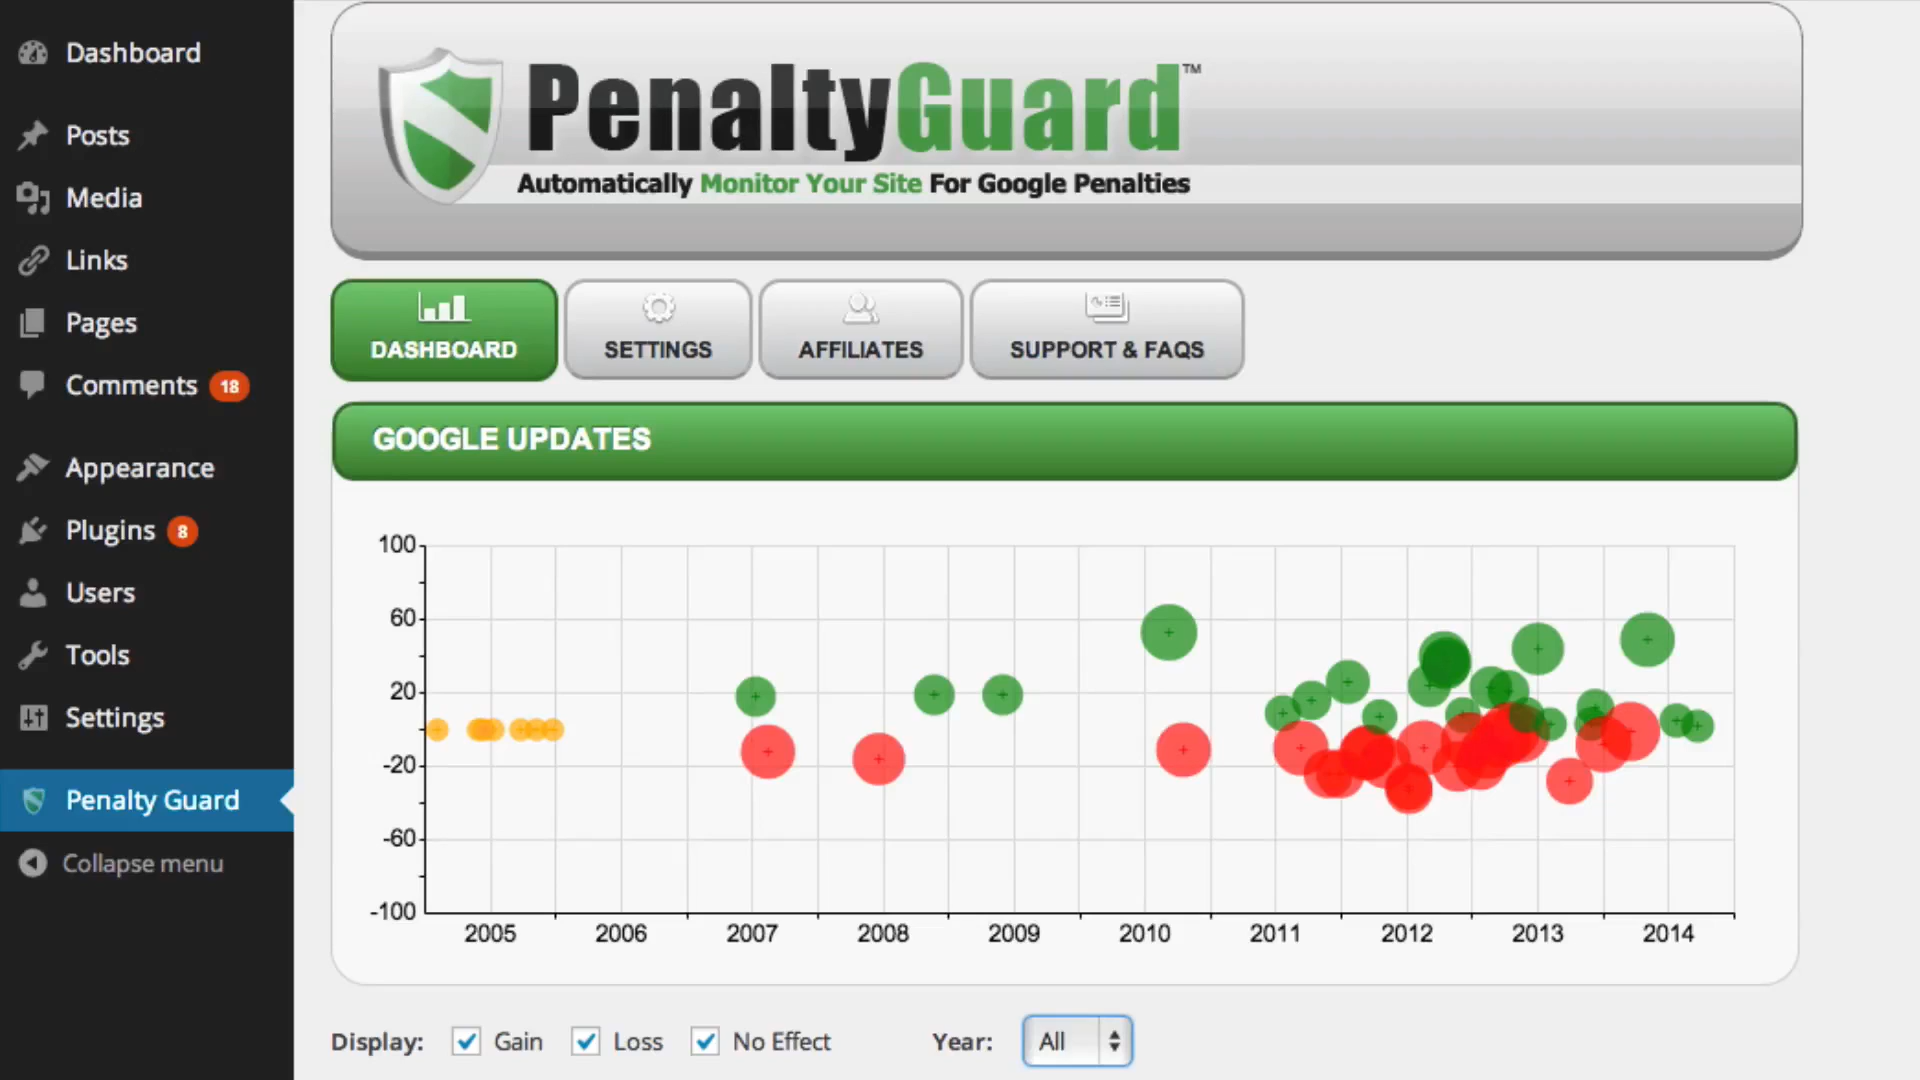 Dashboard
Posts
Media
Links
Pages
Comments 18
Appearance
Plugins 8
Users
Tools
Settings
Penalty Guard
Collapse menu
PenaltyGuard™
Automatically Monitor Your Site For Google Penalties
DASHBOARD
SETTINGS
AFFILIATES
SUPPORT & FAQS
GOOGLE UPDATES
100
60
20
-20
-60
-100
2005 2006 2007 2008 2009 2010 2011 2012 2013 2014
Display: Gain Loss No Effect Year: All